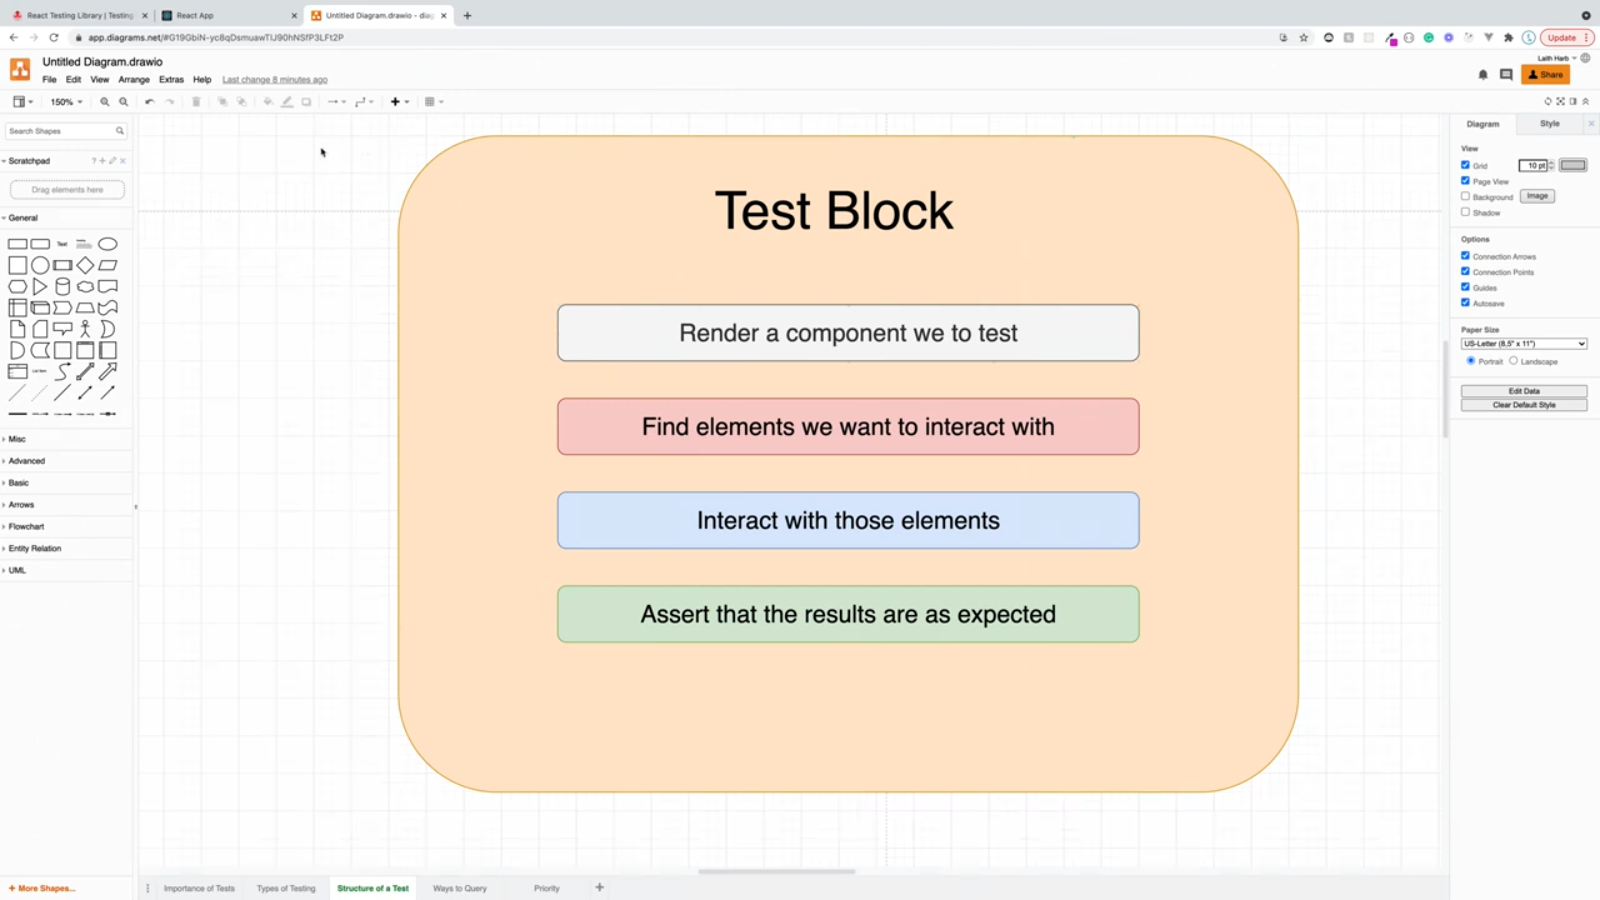 React Testing Library | Testing
React App
Untitled Diagram.drawio - diag
app.diagrams.net/#G19GbiN-yc8qDsmuawTIJ90hNSfP3LFt2P
Update
Untitled Diagram.drawio
Laith Harb
File Edit View Arrange Extras Help Last change 8 minutes ago
Share
150%
Search Shapes
Scratchpad
Drag elements here
General
Text
List Item
Misc
Advanced
Basic
Arrows
Flowchart
Entity Relation
UML
+ More Shapes...
Test Block
Render a component we to test
Find elements we want to interact with
Interact with those elements
Assert that the results are as expected
Diagram Style
View
Grid 10 pt
Page View
Background Image
Shadow
Options
Connection Arrows
Connection Points
Guides
Autosave
Paper Size
US-Letter (8,5" x 11")
Portrait Landscape
Edit Data
Clear Default Style
Importance of Tests Types of Testing Structure of a Test Ways to Query Priority